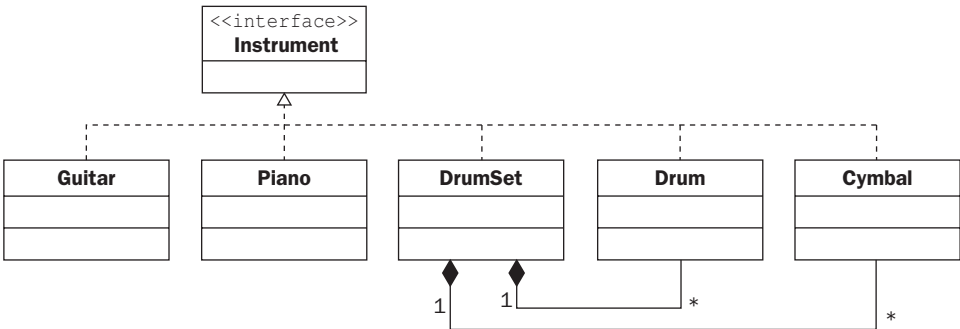 <<interface>>
Instrument
Guitar
Piano
DrumSet
Drum
Cymbal
1
1
*
*